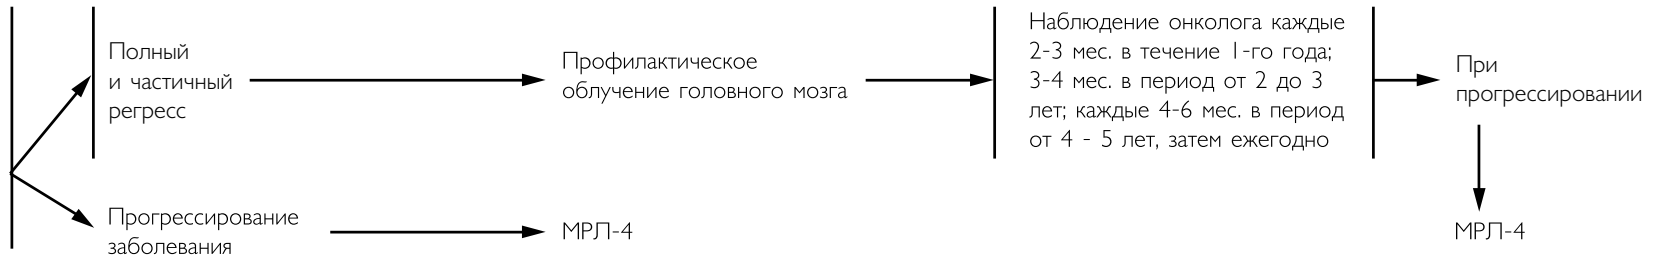 Полный
и частичный
регресс
Профилактическое
облучение головного мозга
Наблюдение онколога каждые
2-3 мес. в течение 1-го года;
3-4 мес. в период от 2 до 3
лет; каждые 4-6 мес. в период
от 4 - 5 лет, затем ежегодно
При
прогрессировании
Прогрессирование
заболевания
МРЛ-4
МРЛ-4